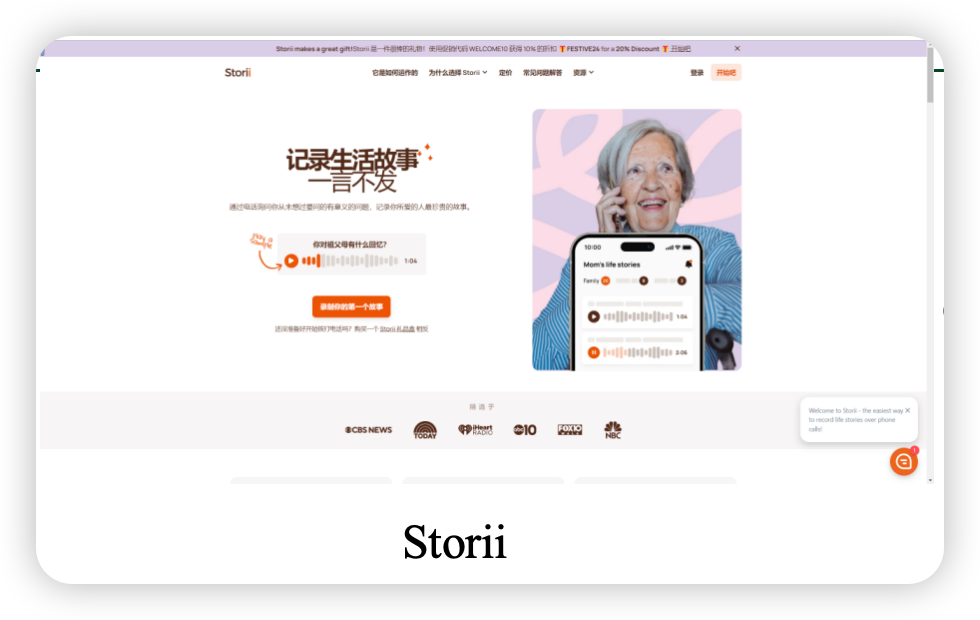 Storii makes a great gift!Storii 是一件很棒的礼物！ 使用促销代码 WELCOME10 获得 10% 的折扣 FESTIVE24 for a 20% Discount 开始吧
Storii
它是如何运作的 为什么选择 Storii 定价 常见问题解答 资源
登录 开始吧
记录生活故事
一言不发
通过电话询问你从未想过要问的有意义的问题，记录你所爱的人最珍贵的故事。
你对祖父母有什么回忆?
1:04
录制你的第一个故事
还没准备好开始我们电话吗？购买一个 Storii 礼品盒 相反
10:00
Mom's life stories
Family
1:04
2:06
精选于
CBS NEWS
TODAY
iHeart RADIO
abc10
FOX10
NBC
Welcome to Storii - the easiest way
to record life stories over phone
calls!
1
Storii